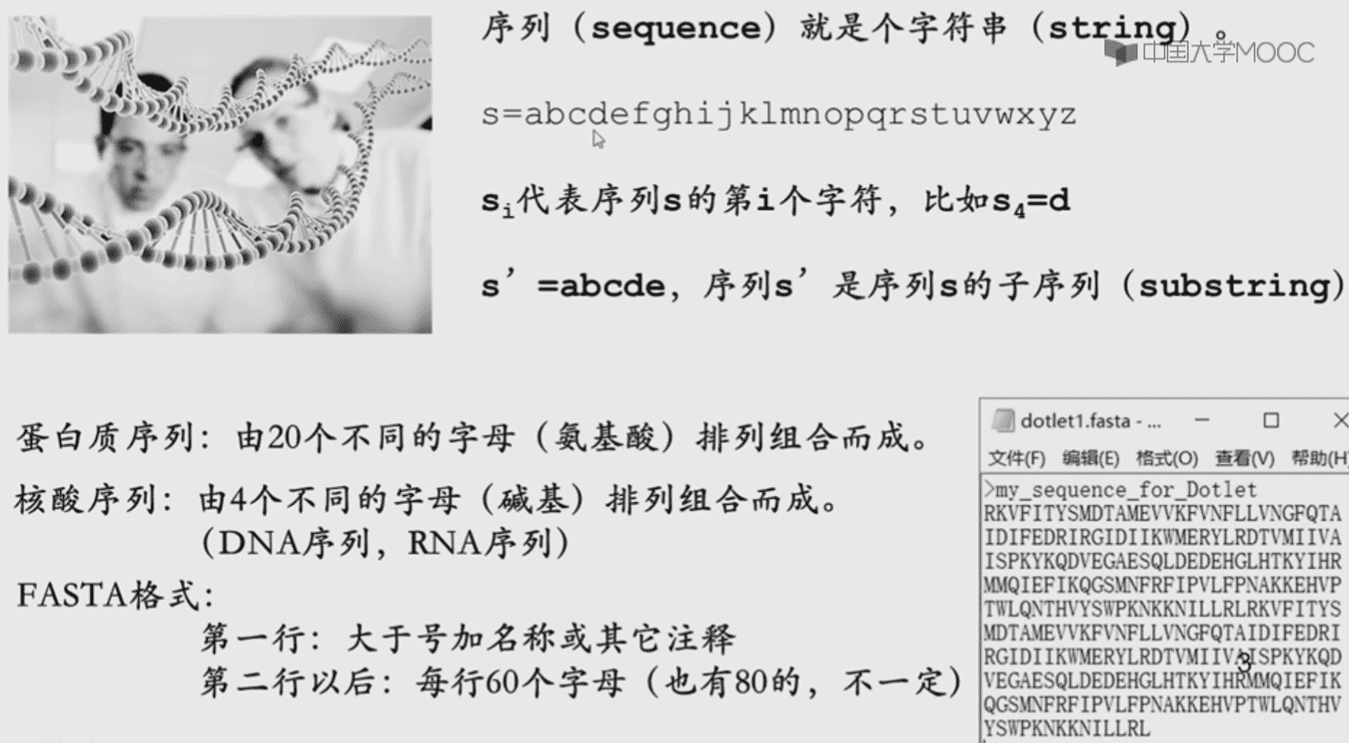 序列（sequence）就是个字符串（string）。
中国大学MOOC
s=abcdefghijklmnopqrstuvwxyz
sᵢ代表序列s的第i个字符，比如s₄=d
s’=abcde，序列s’是序列s的子序列（substring）
蛋白质序列：由20个不同的字母（氨基酸）排列组合而成。
核酸序列：由4个不同的字母（碱基）排列组合而成。
（DNA序列，RNA序列）
FASTA格式：
第一行：大于号加名称或其它注释
第二行以后：每行60个字母（也有80的，不一定）
dotlet1.fasta - ...
文件(F) 编辑(E) 格式(O) 查看(V) 帮助(H)
>my_sequence_for_Dotlet
RKVFITYSMDTAMEVVKFVNFLLVNGFQTA
IDIFEDRIRGIDIIKWMERYLRDTVMIIVA
ISPKYKQDVEGAESQLDEDEHGLHTKYIHR
MMQIEFIKQGSMNFRFIPVLFPNAKKEHVP
TWLQNTHVYSWPKNKKNILLRLRKVFITYS
MDTAMEVVKFVNFLLVNGFQTAIDIFEDRI
RGIDIIKWMERYLRDTVMIIVAISPKYKQD
VEGAESQLDEDEHGLHTKYIHRMMQIEFIK
QGSMNFRFIPVLFPNAKKEHVPTWLQNTHV
YSWPKNKKNILLRL
3